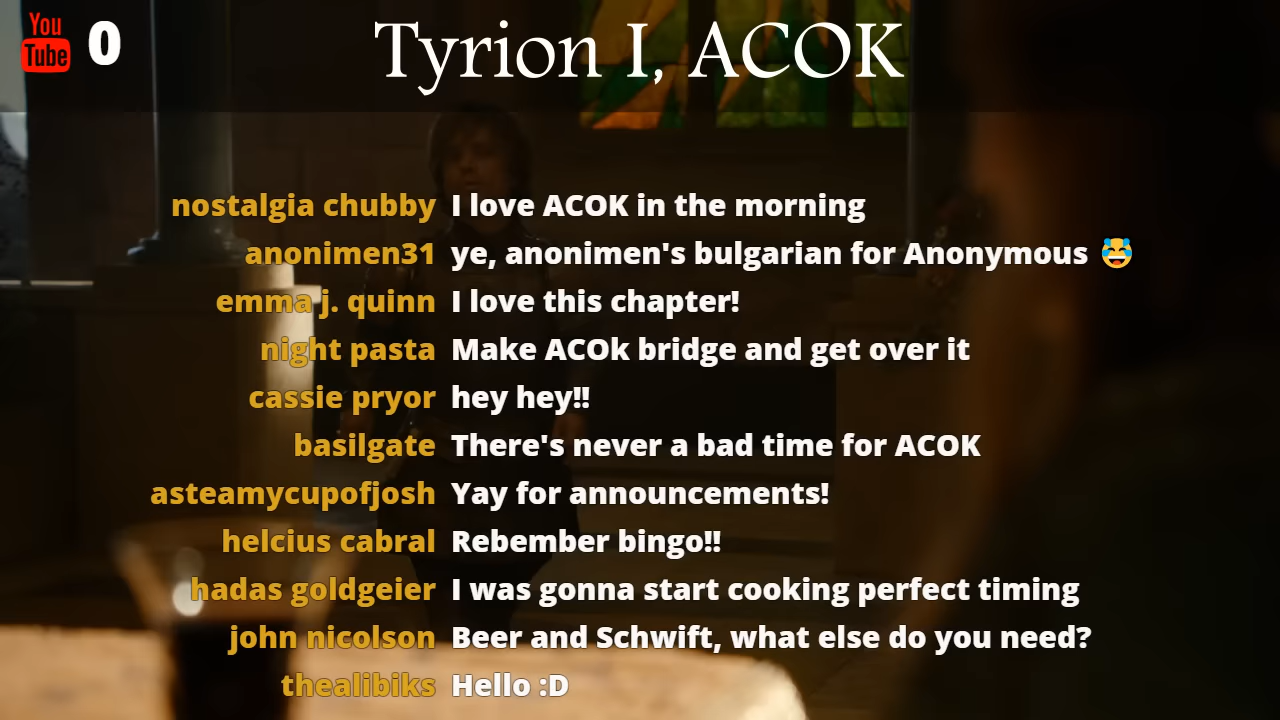 You
Tube
0
Tyrion I, ACOK
nostalgia chubby I love ACOK in the morning
anonimen31 ye, anonimen's bulgarian for Anonymous 😹
emma j. quinn I love this chapter!
night pasta Make ACOk bridge and get over it
cassie pryor hey hey!!
basilgate There's never a bad time for ACOK
asteamycupofjosh Yay for announcements!
helcius cabral Rebember bingo!!
hadas goldgeier I was gonna start cooking perfect timing
john nicolson Beer and Schwift, what else do you need?
thealibiks Hello :D